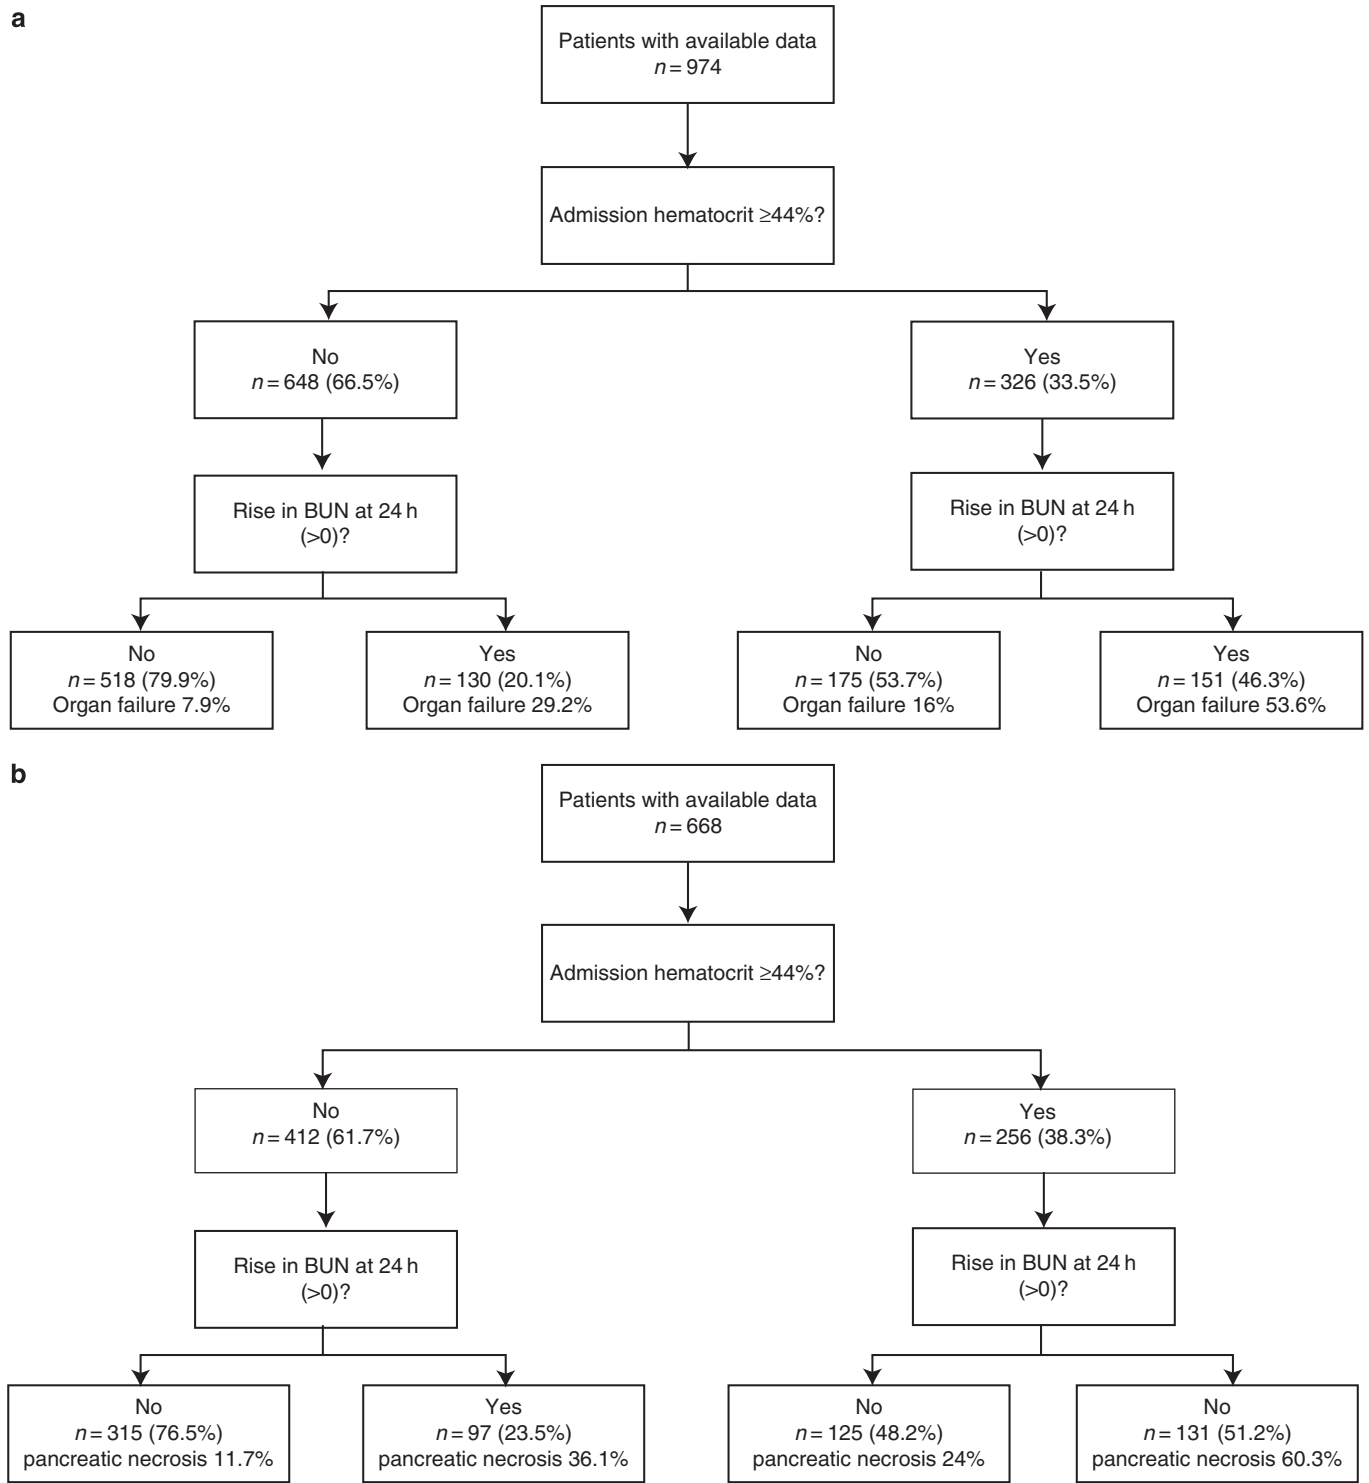 a
Patients with available data
n = 974
Admission hematocrit ≥44%?
No
n = 648 (66.5%)
Yes
n = 326 (33.5%)
Rise in BUN at 24 h
(>0)?
Rise in BUN at 24 h
(>0)?
No
n = 518 (79.9%)
Organ failure 7.9%
Yes
n = 130 (20.1%)
Organ failure 29.2%
No
n = 175 (53.7%)
Organ failure 16%
Yes
n = 151 (46.3%)
Organ failure 53.6%
b
Patients with available data
n = 668
Admission hematocrit ≥44%?
No
n = 412 (61.7%)
Yes
n = 256 (38.3%)
Rise in BUN at 24 h
(>0)?
Rise in BUN at 24 h
(>0)?
No
n = 315 (76.5%)
pancreatic necrosis 11.7%
Yes
n = 97 (23.5%)
pancreatic necrosis 36.1%
No
n = 125 (48.2%)
pancreatic necrosis 24%
No
n = 131 (51.2%)
pancreatic necrosis 60.3%